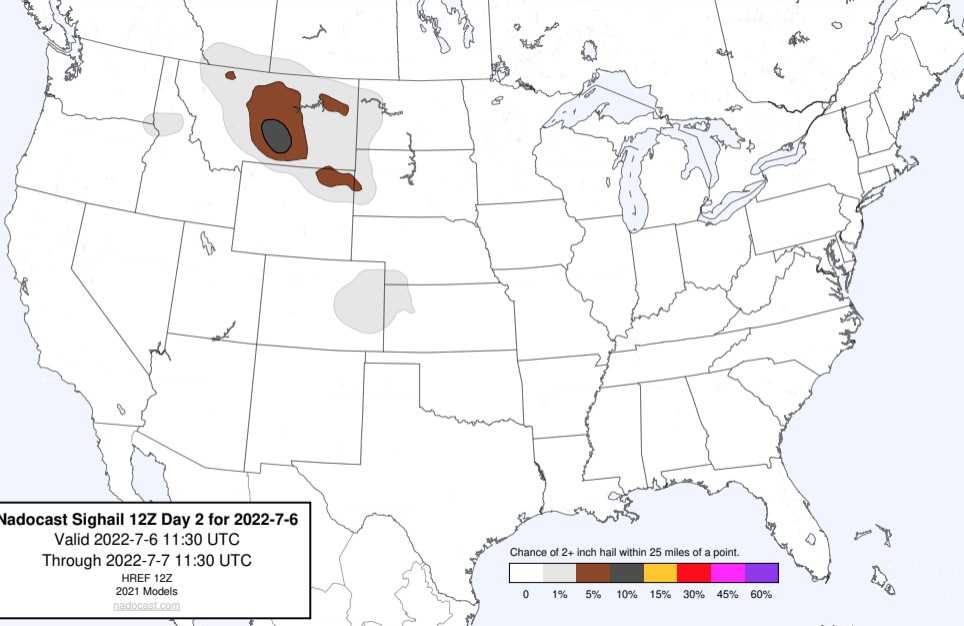 Nadocast Sighail 12Z Day 2 for 2022-7-6
Valid 2022-7-6 11:30 UTC
Through 2022-7-7 11:30 UTC
HREF 12Z
2021 Models
nadocast.com
Chance of 2+ inch hail within 25 miles of a point.
0 1% 5% 10% 15% 30% 45% 60%